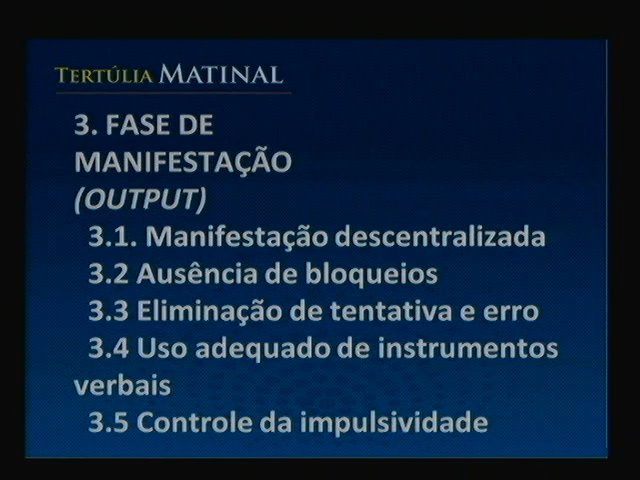 TERTÚLIA MATINAL
3. FASE DE
MANIFESTAÇÃO
(OUTPUT)
3.1. Manifestação descentralizada
3.2 Ausência de bloqueios
3.3 Eliminação de tentativa e erro
3.4 Uso adequado de instrumentos
verbais
3.5 Controle da impulsividade